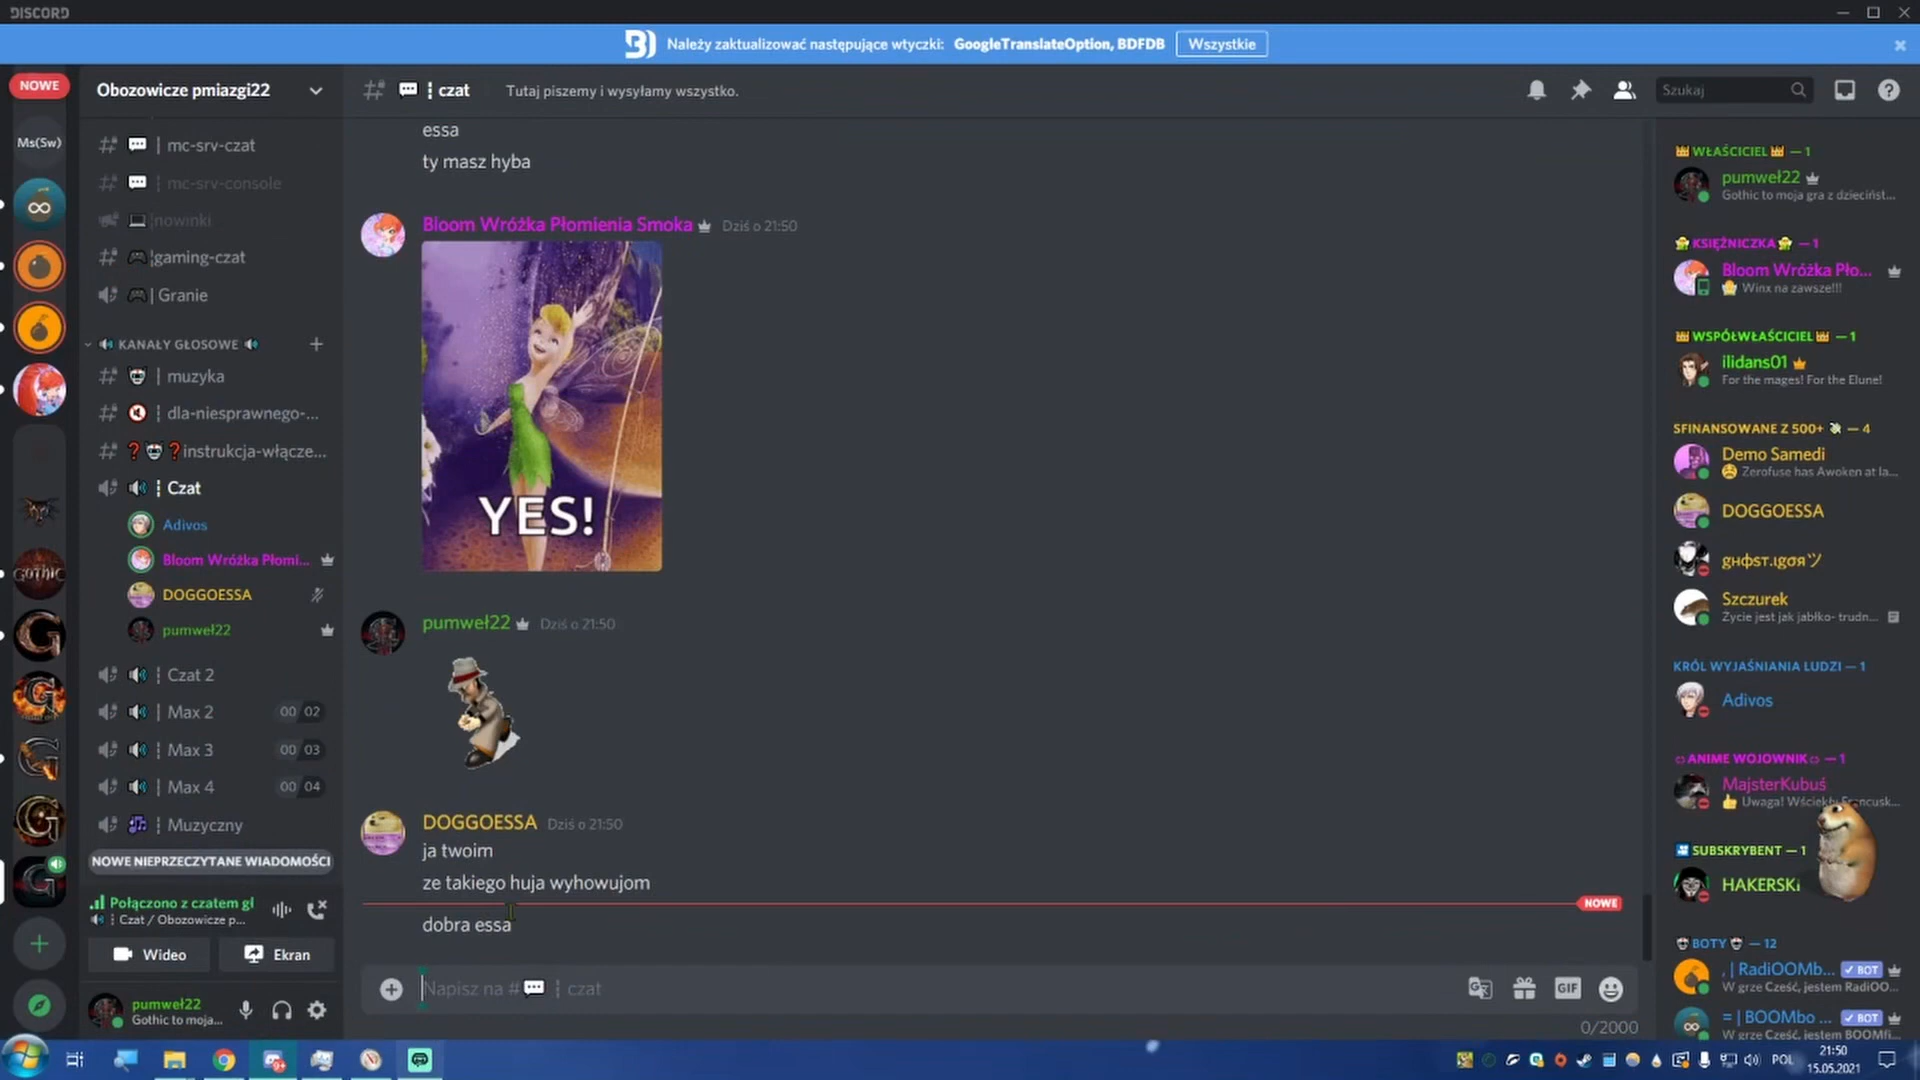 DISCORD
Należy zaktualizować następujące wtyczki: GoogleTranslateOption, BDFDB Wszystkie
NOWE
Ms(Sw)
GOTHIC
Obozowicze pmiazgi22
| mc-srv-czat
| mc-srv-console
|nowinki
|gaming-czat
| Granie
KANAŁY GŁOSOWE
| muzyka
| dla-niesprawnego-...
instrukcja-włącze...
| Czat
Adivos
Bloom Wróżka Płomi...
DOGGOESSA
pumweł22
| Czat 2
| Max 2 00 02
| Max 3 00 03
| Max 4 00 04
| Muzyczny
NOWE NIEPRZECZYTANE WIADOMOŚCI
Połączono z czatem gł
| Czat / Obozowicze p...
Wideo Ekran
pumweł22
Gothic to moja...
| czat Tutaj piszemy i wysyłamy wszystko.
Szukaj
essa
ty masz hyba
Bloom Wróżka Płomienia Smoka Dziś o 21:50
YES!
pumweł22 Dziś o 21:50
DOGGOESSA Dziś o 21:50
ja twoim
ze takiego huja wyhowujom
NOWE
dobra essa
Napisz na # | czat
GIF
0/2000
WŁAŚCICIEL — 1
pumweł22
Gothic to moja gra z dziecińst...
KSIĘŻNICZKA — 1
Bloom Wróżka Pło...
Winx na zawsze!!!
WSPÓŁWŁAŚCICIEL — 1
ilidans01
For the mages! For the Elune!
SFINANSOWANE Z 500+ — 4
Demo Samedi
Zerofuse has Awoken at la...
DOGGOESSA
gнфsт.ιgσяツ
Szczurek
Życie jest jak jabłko- trudn...
KRÓL WYJAŚNIANIA LUDZI — 1
Adivos
ANIME WOJOWNIK — 1
MajsterKubuś
Uwaga! Wściekły Francusk...
SUBSKRYBENT — 1
HAKERSKI
BOTY — 12
, | RadiOOMb... BOT
W grze Cześć, jestem RadiOO...
= | BOOMbo ... BOT
W grze Cześć, jestem BOOMfi...
POL
21:50
15.05.2021